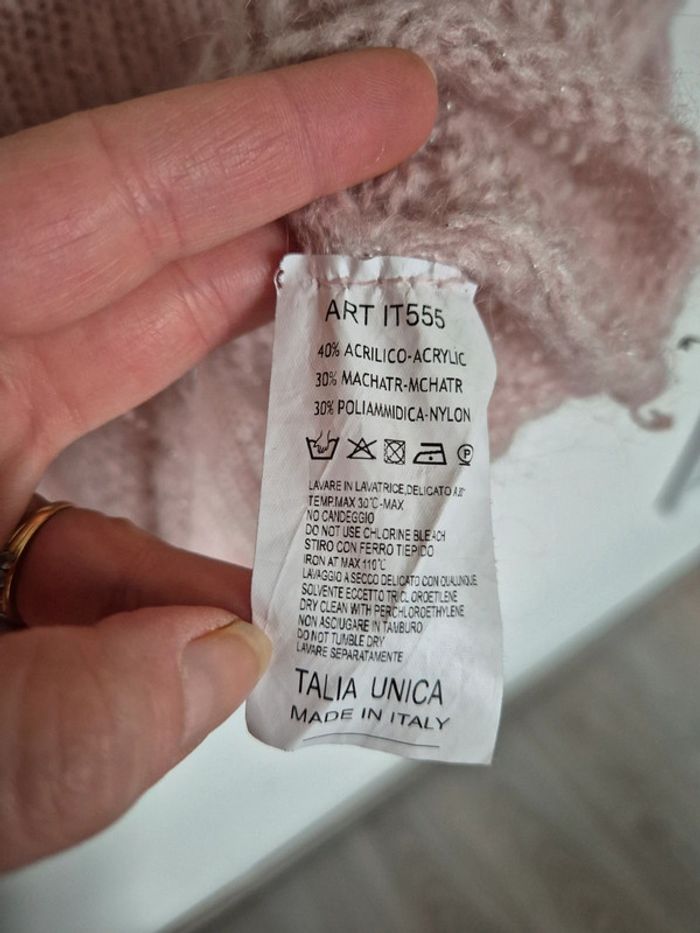 ART IT555
40% ACRILICO-ACRYLIC
30% MACHATR-MCHATR
30% POLIAMMIDICA-NYLON
P
LAVARE IN LAVATRICE,DELICATO
TEMP.MAX 30°C-MAX
NO CANDEGGIO
DO NOT USE CHLORINE BLEACH
STIRO CON FERRO TIEPIDO
IRON AT MAX 110°C
LAVAGGIO A SECCO DELICATO CON QUALUNQUE
SOLVENTE ECCETTO TRICLOROETILENE
DRY CLEAN WITH PERCHLOROETHYLENE
NON ASCIUGARE IN TAMBURO
DO NOT TUMBLE DRY
LAVARE SEPARATAMENTE
TALIA UNICA
MADE IN ITALY